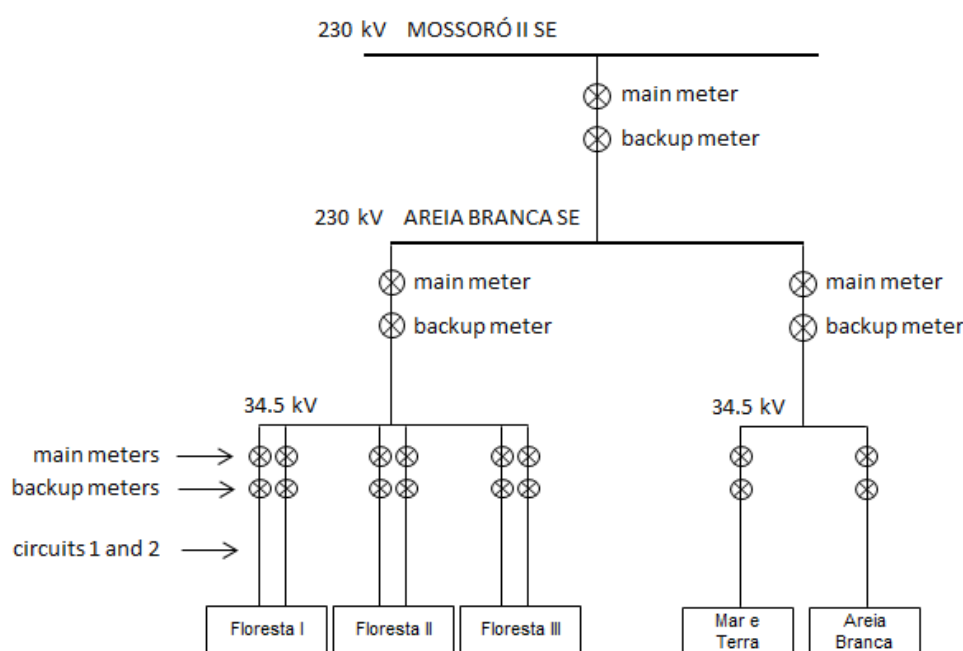 230 kV MOSSORÓ II SE
main meter
backup meter
230 kV AREIA BRANCA SE
main meter
backup meter
main meter
backup meter
34.5 kV
34.5 kV
main meters
backup meters
circuits 1 and 2
Floresta I
Floresta II
Floresta III
Mar e
Terra
Areia
Branca